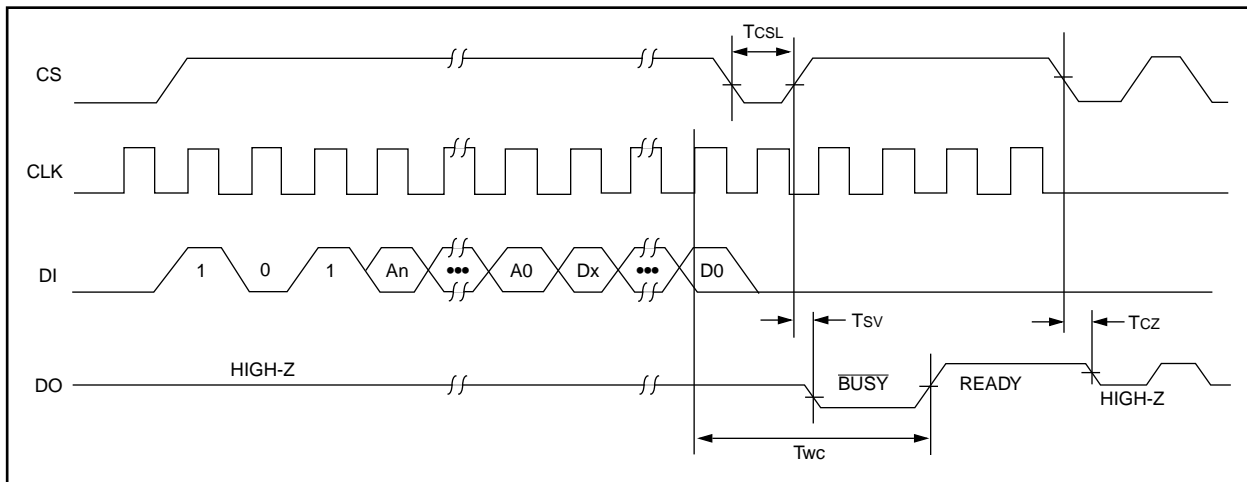 TCSL
CS
CLK
DI 1 0 1 An ••• A0 Dx ••• D0
TSV TCZ
DO HIGH-Z BUSY READY HIGH-Z
Twc